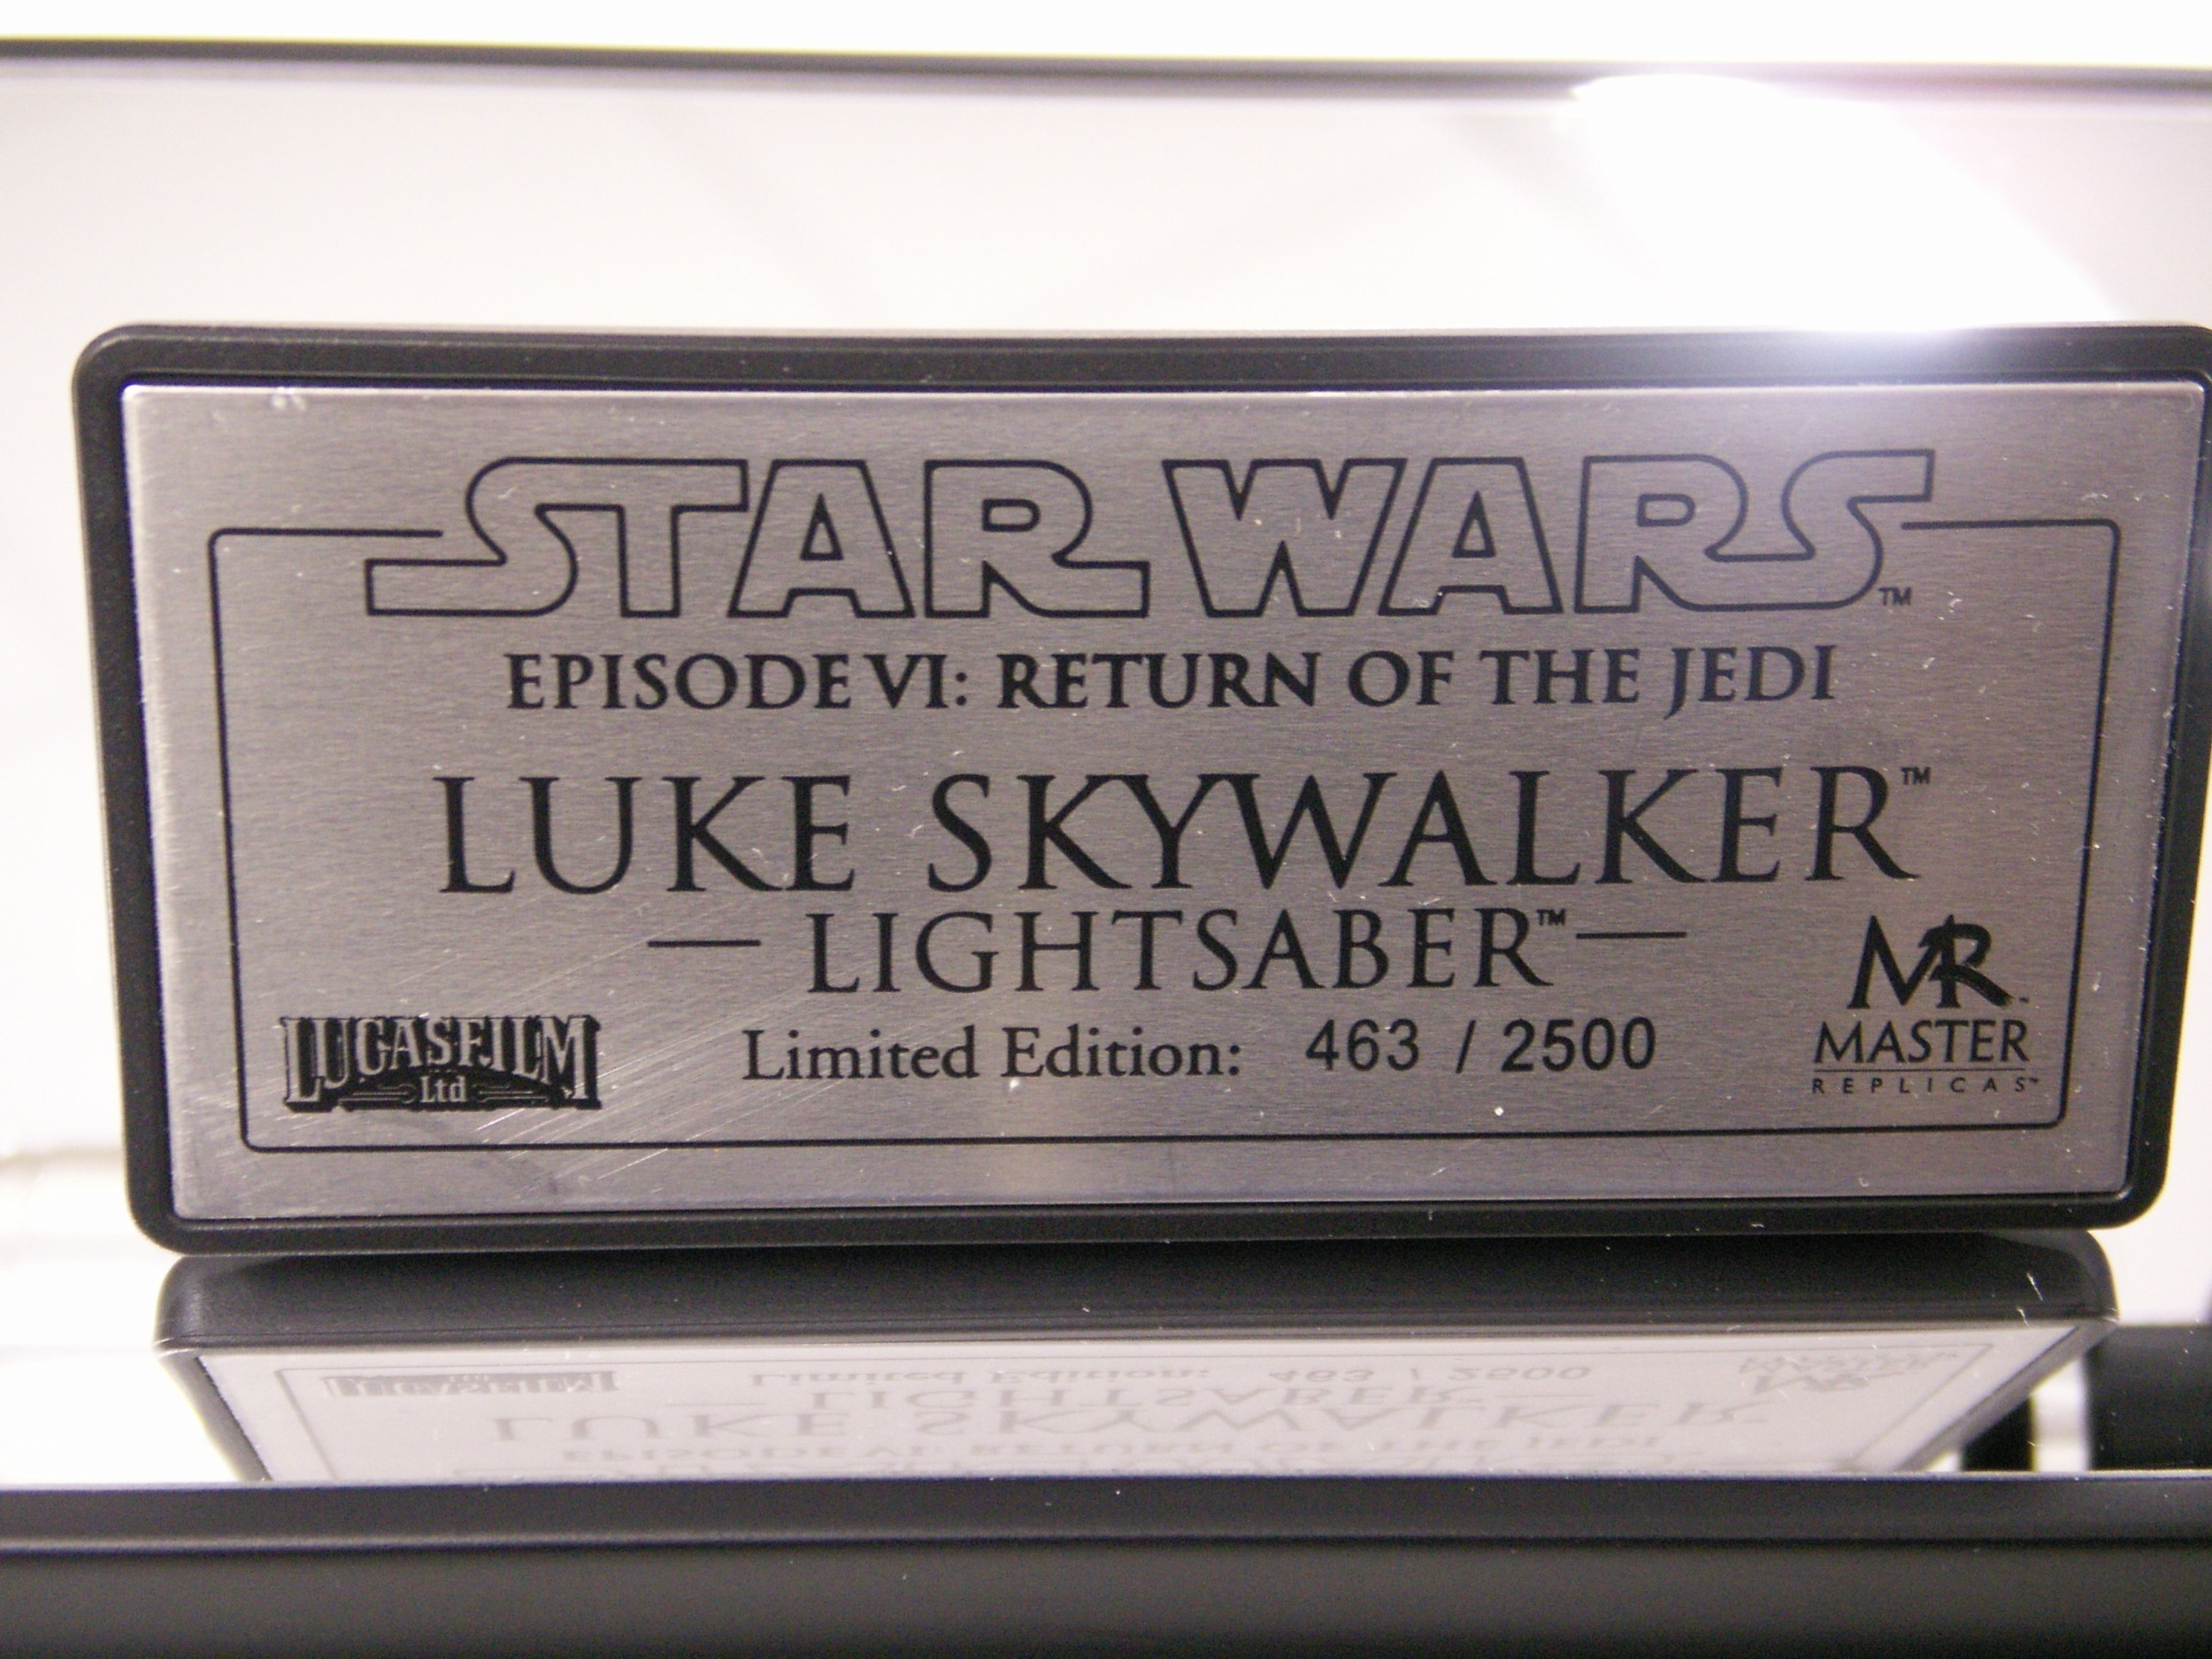 STAR WARS™
EPISODE VI: RETURN OF THE JEDI
LUKE SKYWALKER™
— LIGHTSABER™ —
Limited Edition: 463 / 2500
LUCASFILM
Ltd
MR™
MASTER
REPLICAS™